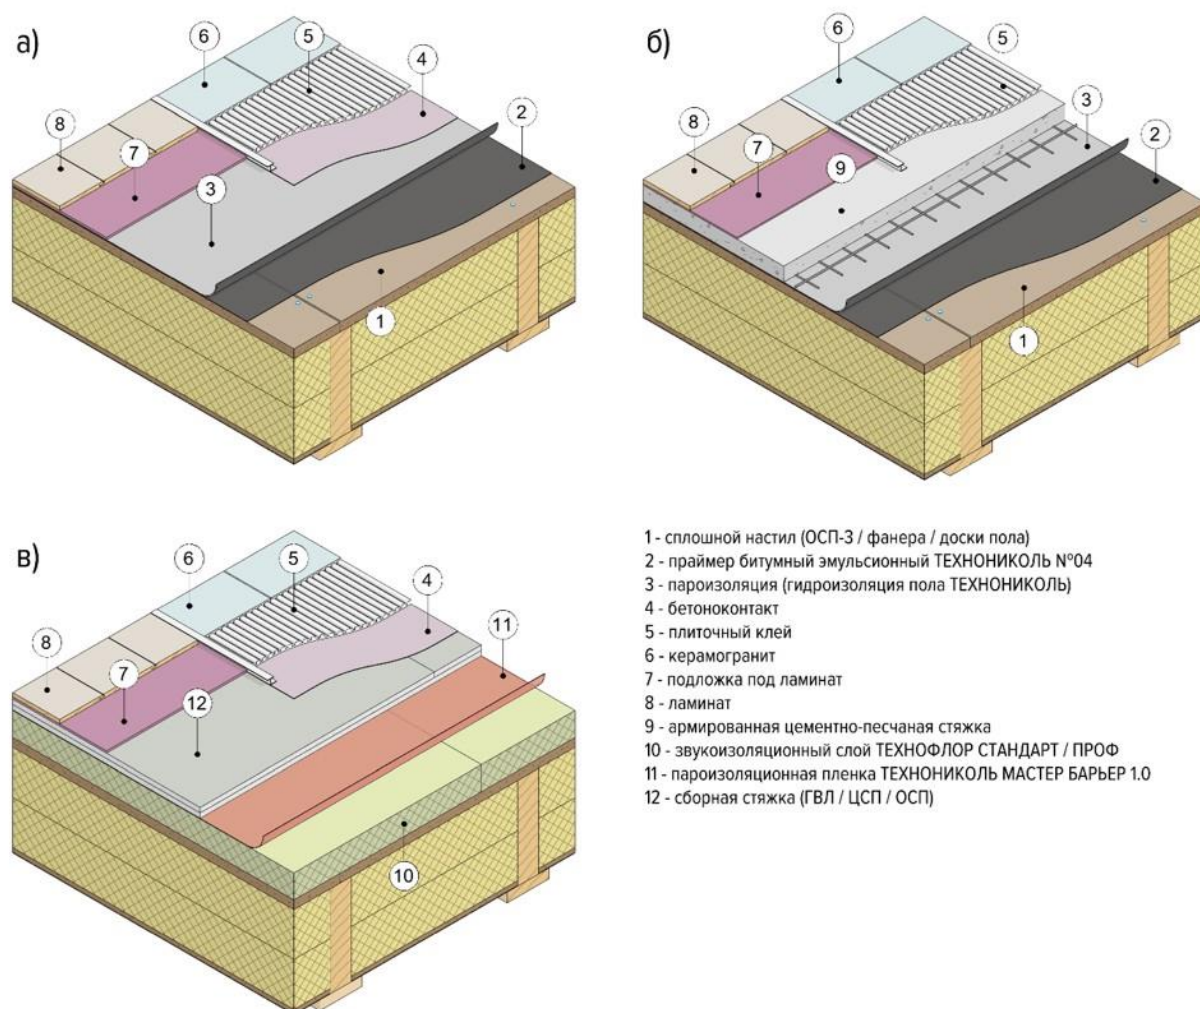 а)
6
5
4
8
2
7
3
1
б)
6
5
3
8
2
7
9
1
в)
6
5
4
11
8
7
12
10
1 - сплошной настил (ОСП-3 / фанера / доски пола)
2 - праймер битумный эмульсионный ТЕХНОНИКОЛЬ №04
3 - пароизоляция (гидроизоляция пола ТЕХНОНИКОЛЬ)
4 - бетоноконтакт
5 - плиточный клей
6 - керамогранит
7 - подложка под ламинат
8 - ламинат
9 - армированная цементно-песчаная стяжка
10 - звукоизоляционный слой ТЕХНОФЛОР СТАНДАРТ / ПРОФ
11 - пароизоляционная пленка ТЕХНОНИКОЛЬ МАСТЕР БАРЬЕР 1.0
12 - сборная стяжка (ГВЛ / ЦСП / ОСП)